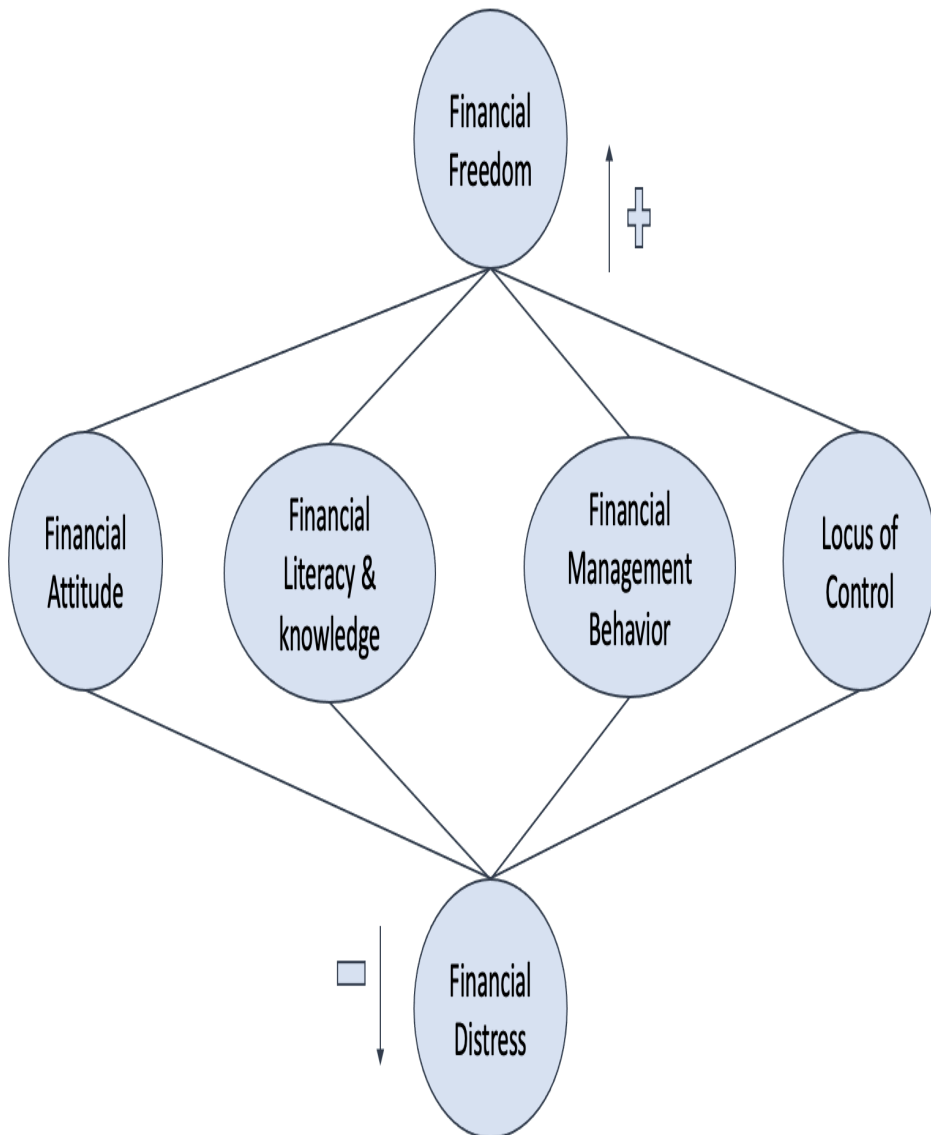 Financial
Freedom
Financial
Attitude
Financial
Literacy &
knowledge
Financial
Management
Behavior
Locus of
Control
Financial
Distress